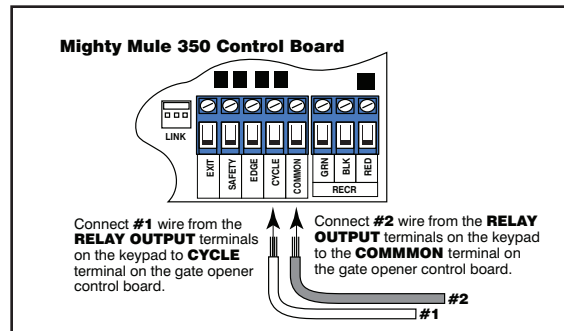 Mighty Mule 350 Control Board
LINK
EXIT
SAFETY
EDGE
CYCLE
COMMON
GRN
BLK
RED
RECR
Connect #1 wire from the
RELAY OUTPUT terminals
on the keypad to CYCLE
terminal on the gate opener
control board.
Connect #2 wire from the RELAY
OUTPUT terminals on the keypad
to the COMMMON terminal on
the gate opener control board.
#2
#1